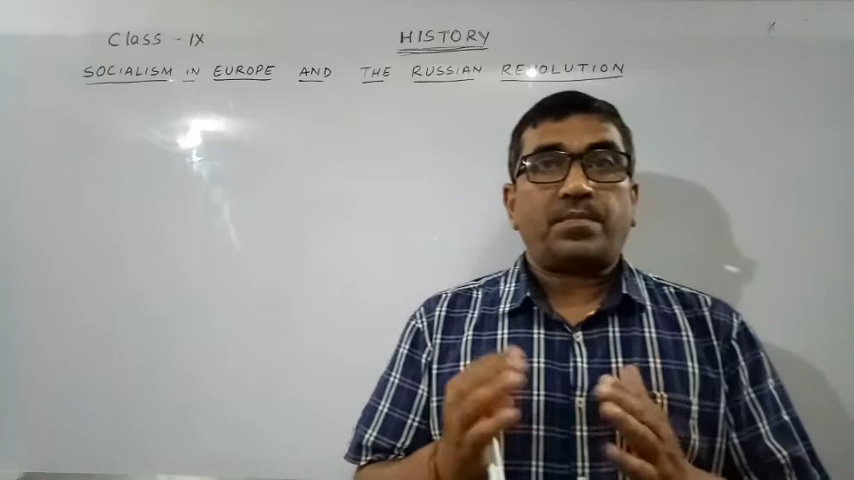 Class - IX
HISTORY
SOCIALISM IN EUROPE AND THE RUSSIAN REVOLUTION